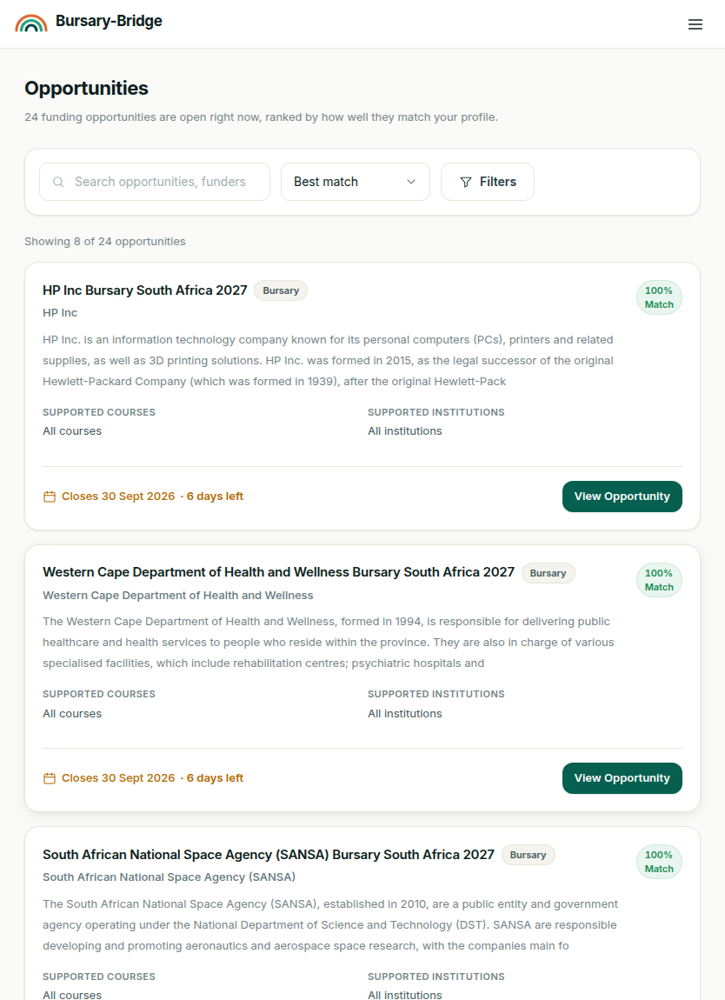 Bursary-Bridge
Opportunities
24 funding opportunities are open right now, ranked by how well they match your profile.
Search opportunities, funders
Best match
Filters
Showing 8 of 24 opportunities
HP Inc Bursary South Africa 2027
Bursary
100%
Match
HP Inc
HP Inc. is an information technology company known for its personal computers (PCs), printers and related
supplies, as well as 3D printing solutions. HP Inc. was formed in 2015, as the legal successor of the original
Hewlett-Packard Company (which was formed in 1939), after the original Hewlett-Pack
SUPPORTED COURSES
All courses
SUPPORTED INSTITUTIONS
All institutions
Closes 30 Sept 2026 · 6 days left
View Opportunity
Western Cape Department of Health and Wellness Bursary South Africa 2027
Bursary
100%
Match
Western Cape Department of Health and Wellness
The Western Cape Department of Health and Wellness, formed in 1994, is responsible for delivering public
healthcare and health services to people who reside within the province. They are also in charge of various
specialised facilities, which include rehabilitation centres; psychiatric hospitals and
SUPPORTED COURSES
All courses
SUPPORTED INSTITUTIONS
All institutions
Closes 30 Sept 2026 · 6 days left
View Opportunity
South African National Space Agency (SANSA) Bursary South Africa 2027
Bursary
100%
Match
South African National Space Agency (SANSA)
The South African National Space Agency (SANSA), established in 2010, are a public entity and government
agency operating under the National Department of Science and Technology (DST). SANSA are responsible
developing and promoting aeronautics and aerospace space research, with the companies main fo
SUPPORTED COURSES
All courses
SUPPORTED INSTITUTIONS
All institutions